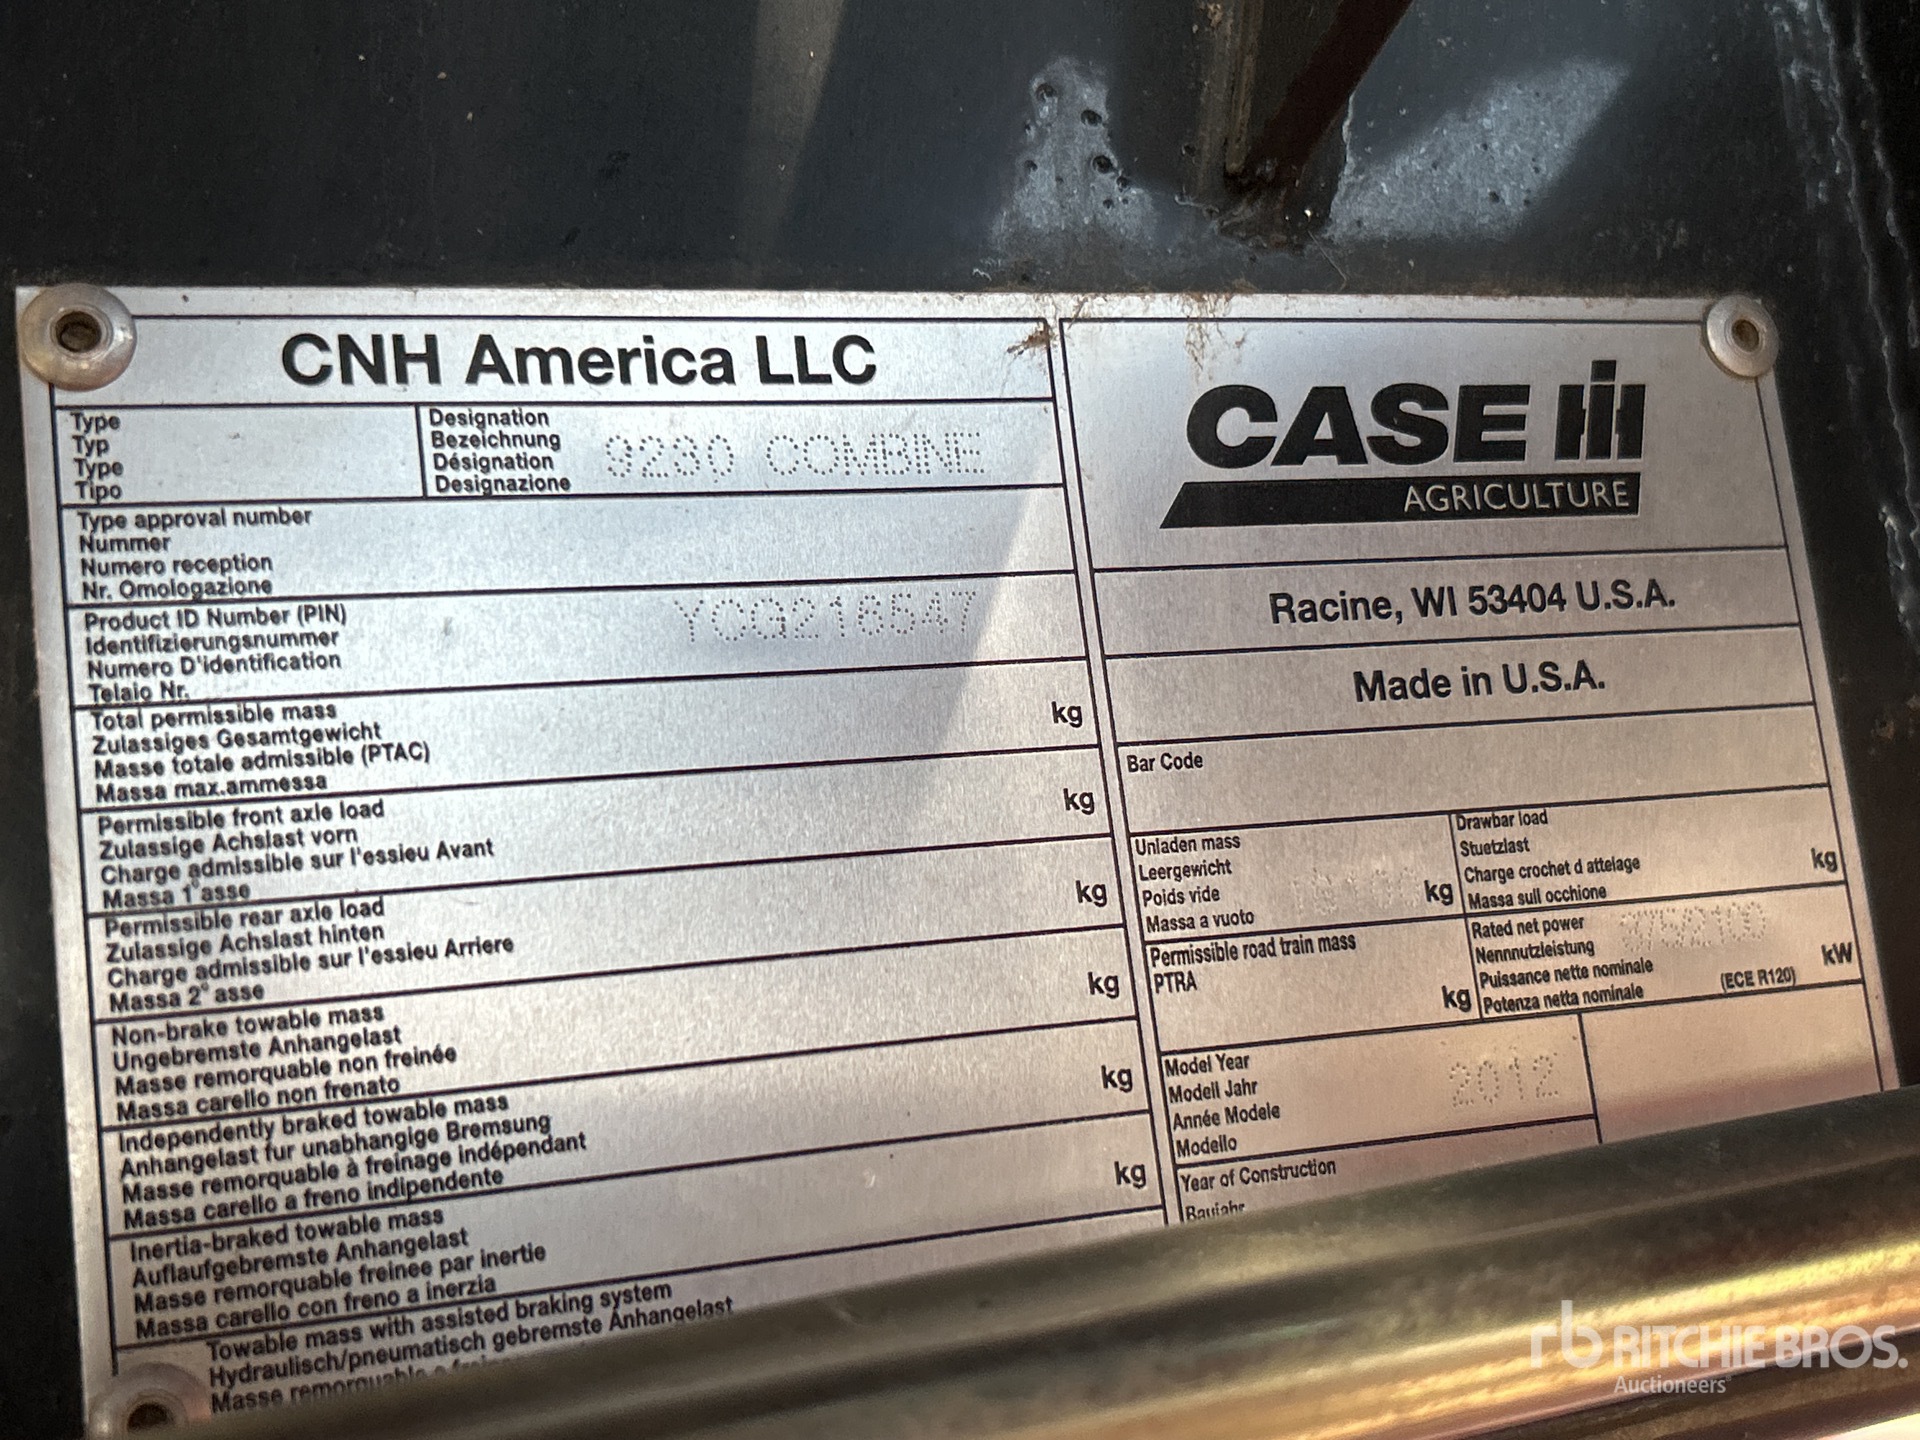 CNH America LLC
Type
Typ
Type
Tipo
Designation
Bezeichnung
Désignation
Designazione
9230 COMBINE
Type approval number
Nummer
Numero reception
Nr. Omologazione
Product ID Number (PIN)
Identifizierungsnummer
Numero D'identification
Telaio Nr.
YCG216547
Total permissible mass
Zulassiges Gesamtgewicht
Masse totale admissible (PTAC)
Massa max.ammessa
kg
Permissible front axle load
Zulassige Achslast vorn
Charge admissible sur l'essieu Avant
Massa 1°asse
kg
Permissible rear axle load
Zulassige Achslast hinten
Charge admissible sur l'essieu Arriere
Massa 2° asse
kg
Non-brake towable mass
Ungebremste Anhangelast
Masse remorquable non freinée
Massa carello non frenato
kg
Independently braked towable mass
Anhangelast fur unabhangige Bremsung
Masse remorquable à freinage indépendant
Massa carello a freno indipendente
kg
Inertia-braked towable mass
Auflaufgebremste Anhangelast
Masse remorquable freinee par inertie
Massa carello con freno a inerzia
kg
Towable mass with assisted braking system
Hydraulisch/pneumatisch gebremste Anhangelast
Masse remorquable
CASE IH
AGRICULTURE
Racine, WI 53404 U.S.A.
Made in U.S.A.
Bar Code
Unladen mass
Leergewicht
Poids vide
Massa a vuoto
kg
Drawbar load
Stuetzlast
Charge crochet d attelage
Massa sull occhione
kg
Permissible road train mass
PTRA
kg
Rated net power
Nennnutzleistung
Puissance nette nominale
Potenza netta nominale
375/2100
(ECE R120)
kW
Model Year
Modell Jahr
Année Modele
Modello
2012
Year of Construction
Baujahr
rb RITCHIE BROS.
Auctioneers